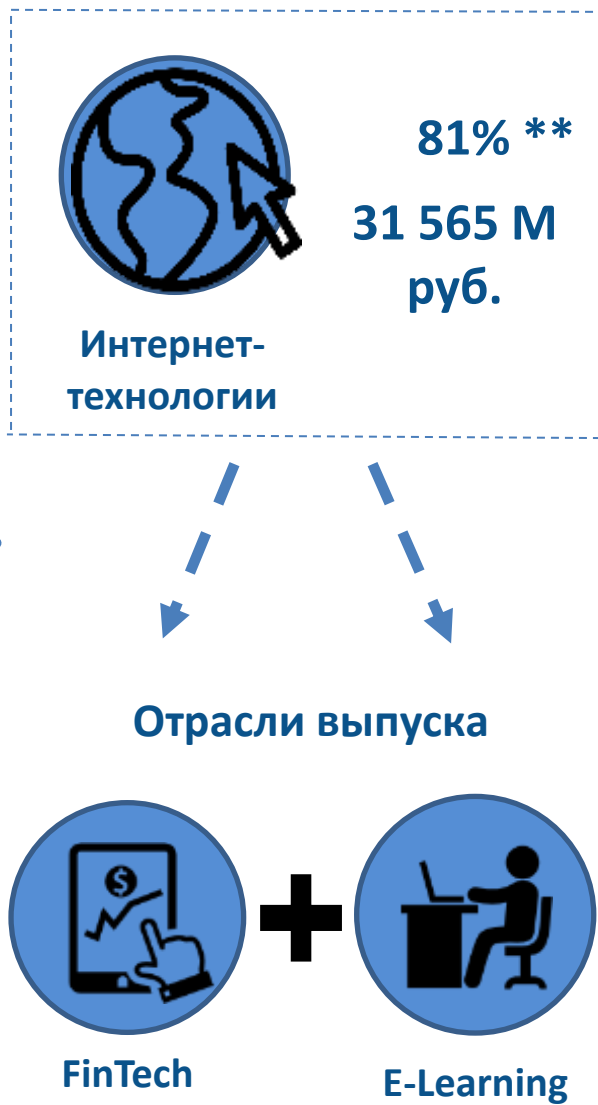 81% **
31 565 М
руб.
Интернет-
технологии
Отрасли выпуска
FinTech
E-Learning